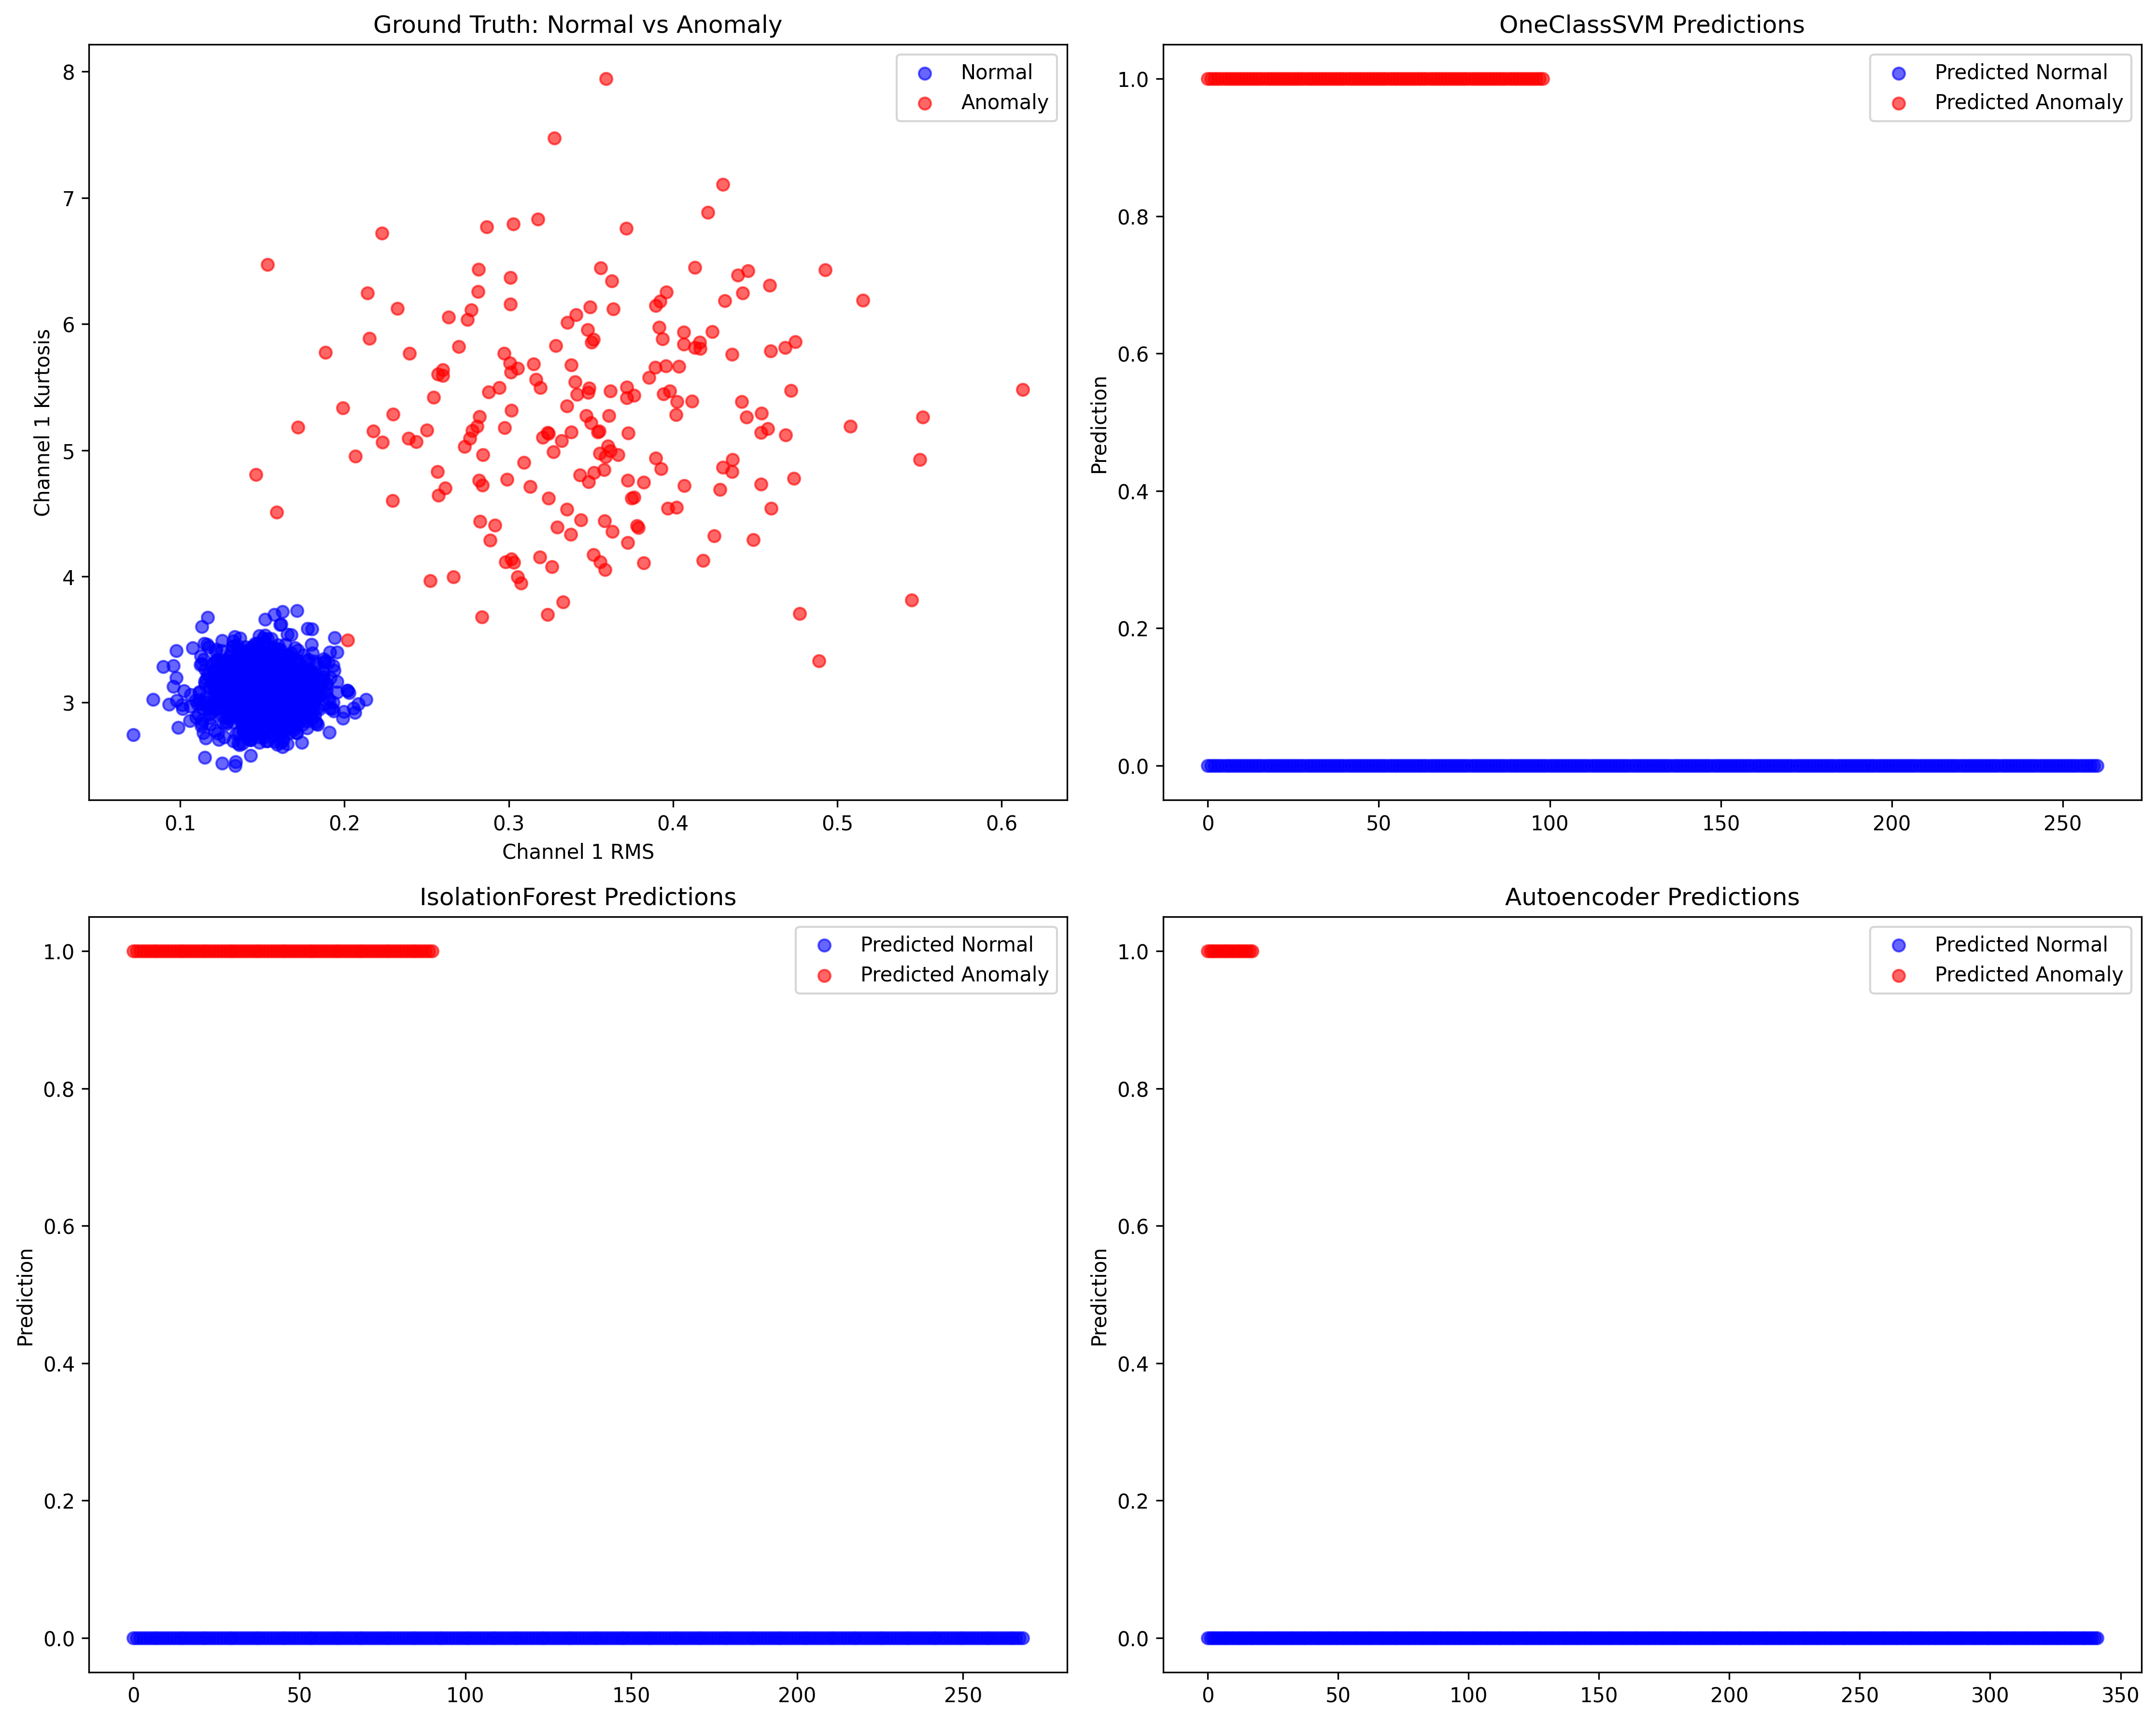 Ground Truth: Normal vs Anomaly
Normal
Anomaly
8
7
6
5
4
3
Channel 1 Kurtosis
0.1 0.2 0.3 0.4 0.5 0.6
Channel 1 RMS
OneClassSVM Predictions
Predicted Normal
Predicted Anomaly
1.0
0.8
0.6
0.4
0.2
0.0
Prediction
0 50 100 150 200 250
IsolationForest Predictions
Predicted Normal
Predicted Anomaly
1.0
0.8
0.6
0.4
0.2
0.0
Prediction
0 50 100 150 200 250
Autoencoder Predictions
Predicted Normal
Predicted Anomaly
1.0
0.8
0.6
0.4
0.2
0.0
Prediction
0 50 100 150 200 250 300 350